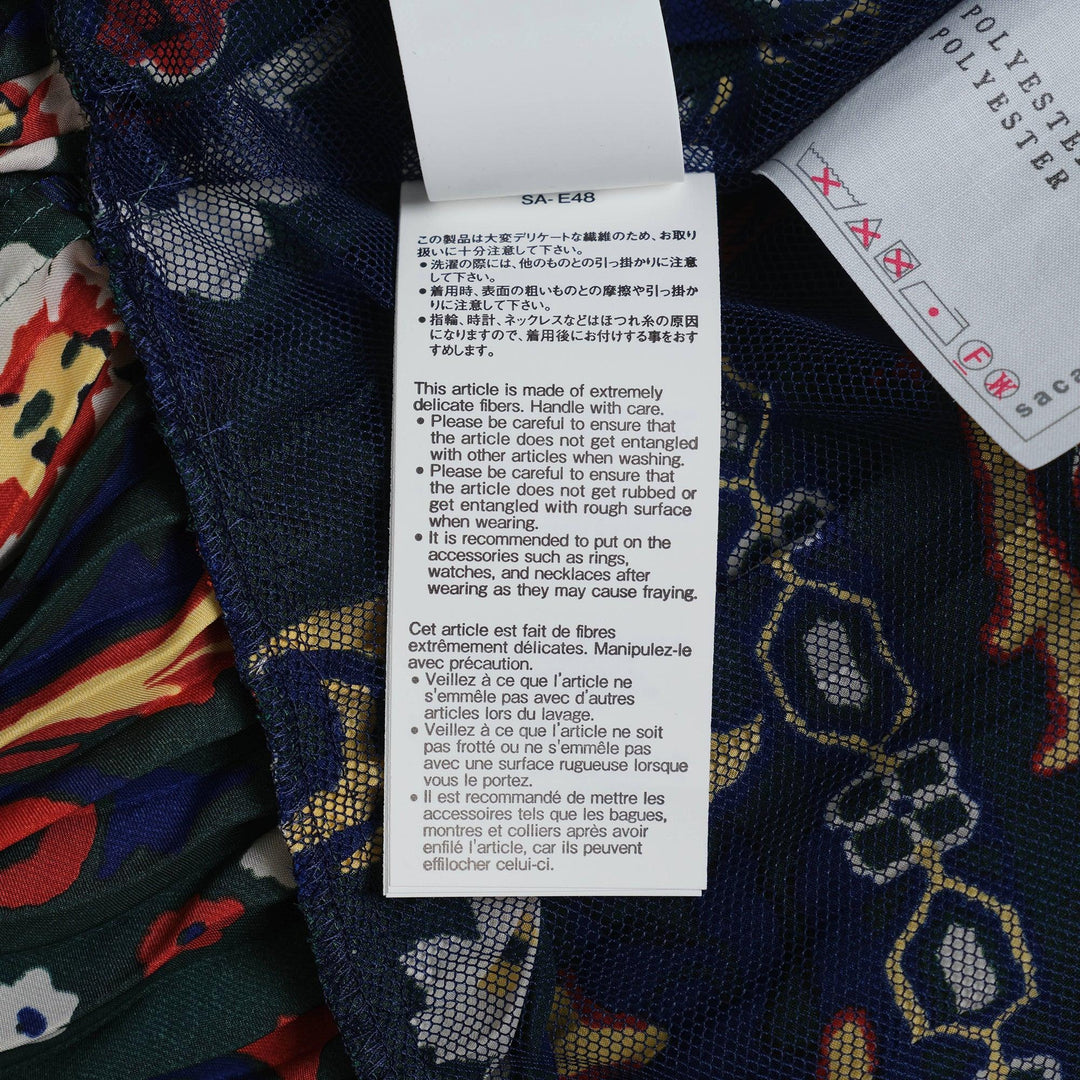 SA- E48
この製品は大変デリケートな繊維のため、お取り
扱いに十分注意して下さい。
●洗濯の際には、他のものとの引っ掛かりに注意
して下さい。
●着用時、表面の粗いものとの摩擦や引っ掛か
りに注意して下さい。
●指輪、時計、ネックレスなどはほつれ糸の原因
になりますので、着用後にお付けする事をおす
すめします。
This article is made of extremely
delicate fibers. Handle with care.
● Please be careful to ensure that
the article does not get entangled
with other articles when washing.
● Please be careful to ensure that
the article does not get rubbed or
get entangled with rough surface
when wearing.
● It is recommended to put on the
accessories such as rings,
watches, and necklaces after
wearing as they may cause fraying.
Cet article est fait de fibres
extrêmement délicates. Manipulez-le
avec précaution.
● Veillez à ce que l'article ne
s'emmêle pas avec d'autres
articles lors du lavage.
● Veillez à ce que l'article ne soit
pas frotté ou ne s'emmêle pas
avec une surface rugueuse lorsque
vous le portez.
● Il est recommandé de mettre les
accessoires tels que les bagues,
montres et colliers après avoir
enfilé l'article, car ils peuvent
effilocher celui-ci.
POLYESTER
POLYESTER
F
W
saca